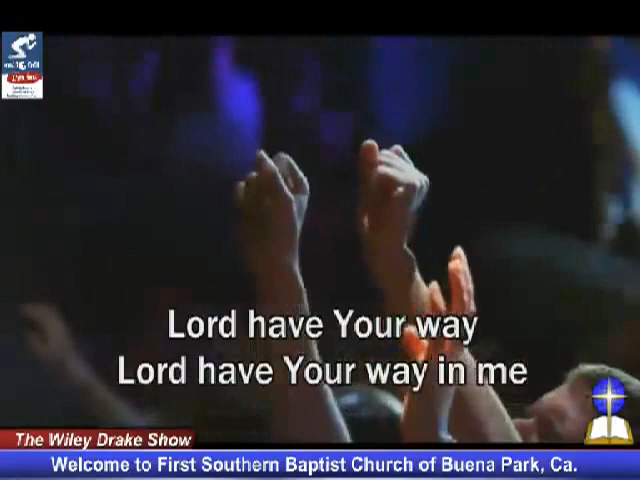 Lord have Your way
Lord have Your way in me
The Wiley Drake Show
Welcome to First Southern Baptist Church of Buena Park, Ca.